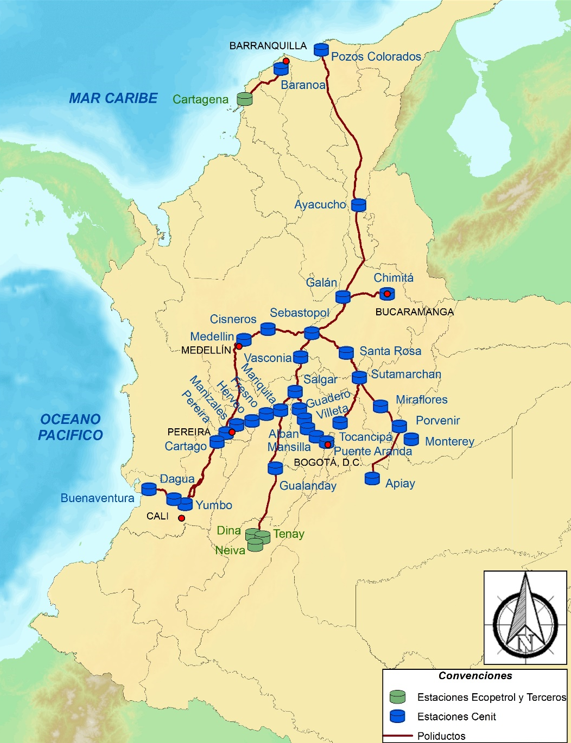 BARRANQUILLA
Pozos Colorados
Baranoa
MAR CARIBE
Cartagena
Ayacucho
Galán
Chimitá
BUCARAMANGA
Sebastopol
Cisneros
Medellin
MEDELLÍN
Vasconia
Santa Rosa
Sutamarchan
Salgar
Mariquita
Fresno
Herveo
Manizales
Pereira
Guadero
Villeta
Miraflores
OCEANO
PACIFICO
PEREIRA
Cartago
Alban
Mansilla
Tocancipá
Porvenir
Monterey
Puente Aranda
BOGOTÁ, D.C.
Dagua
Buenaventura
Yumbo
CALI
Gualanday
Apiay
Dina
Tenay
Neiva
N
Convenciones
Estaciones Ecopetrol y Terceros
Estaciones Cenit
Poliductos